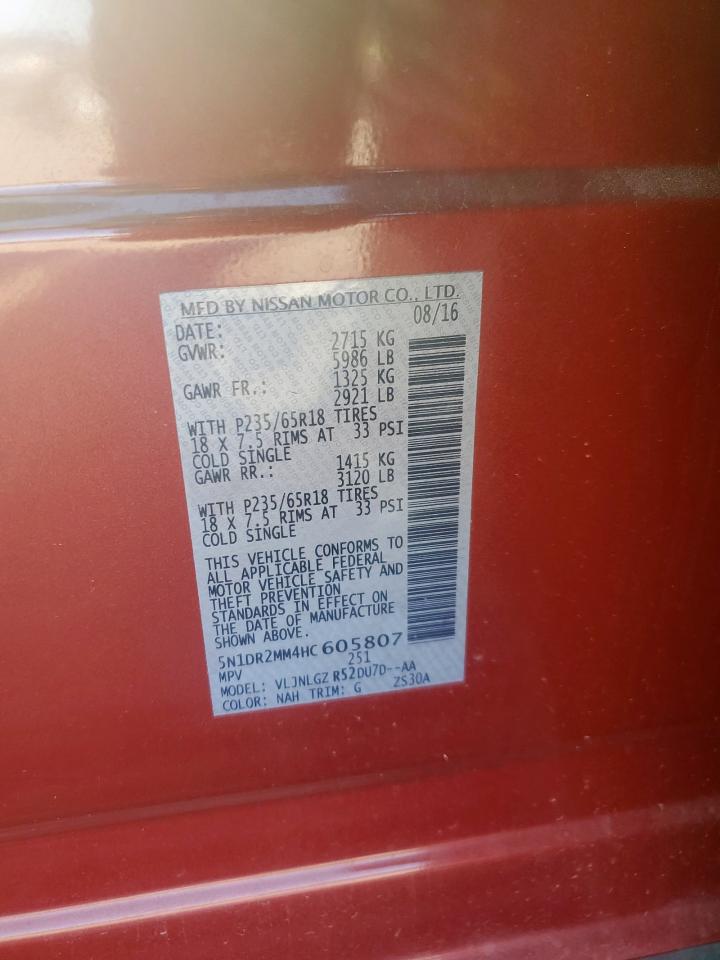 MFD BY NISSAN MOTOR CO., LTD.
DATE: 08/16
GVWR: 2715 KG
5986 LB
GAWR FR.: 1325 KG
2921 LB
WITH P235/65R18 TIRES
18 X 7.5 RIMS AT 33 PSI
COLD SINGLE
GAWR RR.: 1415 KG
3120 LB
WITH P235/65R18 TIRES
18 X 7.5 RIMS AT 33 PSI
COLD SINGLE
THIS VEHICLE CONFORMS TO
ALL APPLICABLE FEDERAL
MOTOR VEHICLE SAFETY AND
THEFT PREVENTION
STANDARDS IN EFFECT ON
THE DATE OF MANUFACTURE
SHOWN ABOVE.
5N1DR2MM4HC 605807
MPV 251
MODEL: VLJNLGZ R52DU7D--AA
COLOR: NAH TRIM: G ZS30A